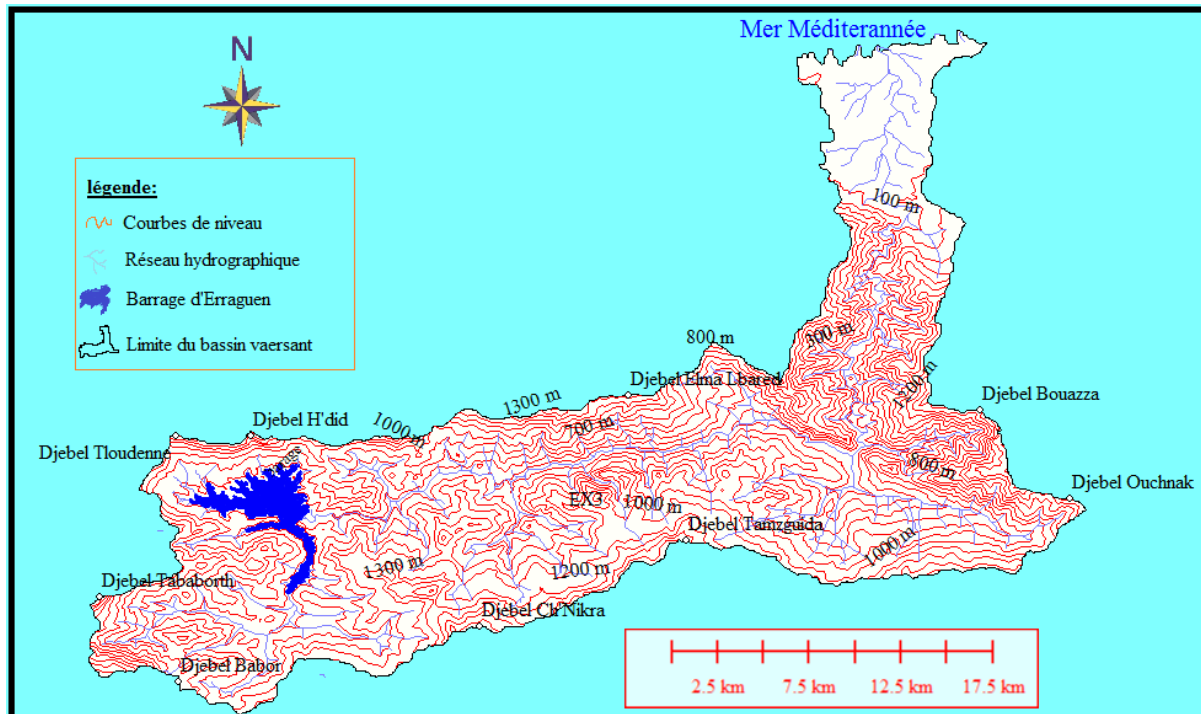 Mer Méditerannée
N
légende:
Courbes de niveau
Réseau hydrographique
Barrage d'Erraguen
Limite du bassin vaersant
100 m
300 m
800 m
1200 m
Djebel Elma Lbared
Djebel Bouazza
1300 m
700 m
Djebel H'did
1000 m
Djebel Tloudenne
800 m
Djebel Ouchnak
EX3
1000 m
Djebel Tamzguida
1000 m
1300 m
1200 m
Djebel Tababorth
Djebel Ch'Nikra
Djebel Babor
2.5 km 7.5 km 12.5 km 17.5 km